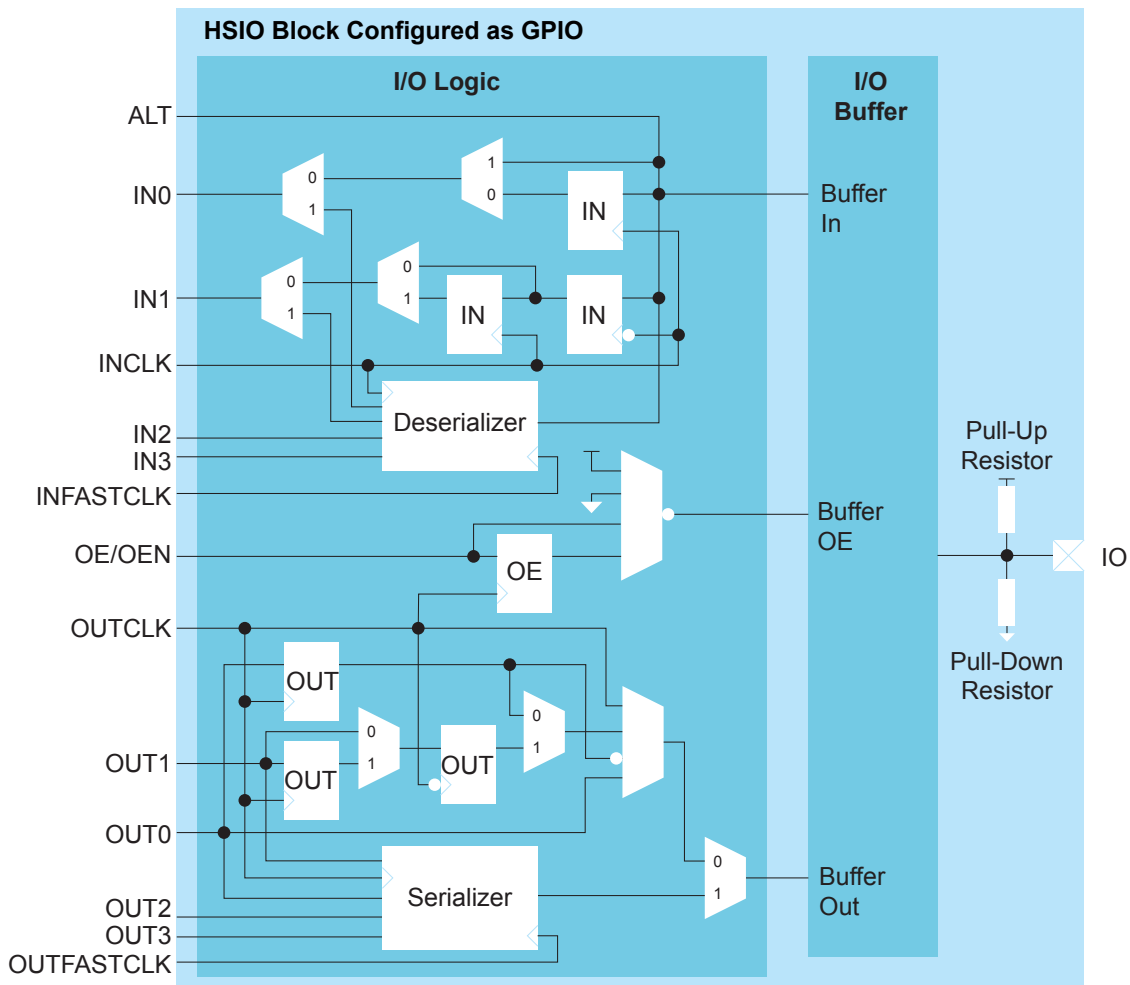 HSIO Block Configured as GPIO
I/O Logic
I/O
Buffer
ALT
1
0
IN0
0
1
IN
Buffer
In
0
0
IN1
1
1
IN
IN
INCLK
Deserializer
IN2
IN3
Pull-Up
Resistor
INFASTCLK
Buffer
OE
OE/OEN
OE
IO
OUTCLK
Pull-Down
Resistor
OUT
0
0
1
OUT1
1
OUT
OUT
OUT0
0
1
Serializer
Buffer
Out
OUT2
OUT3
OUTFASTCLK